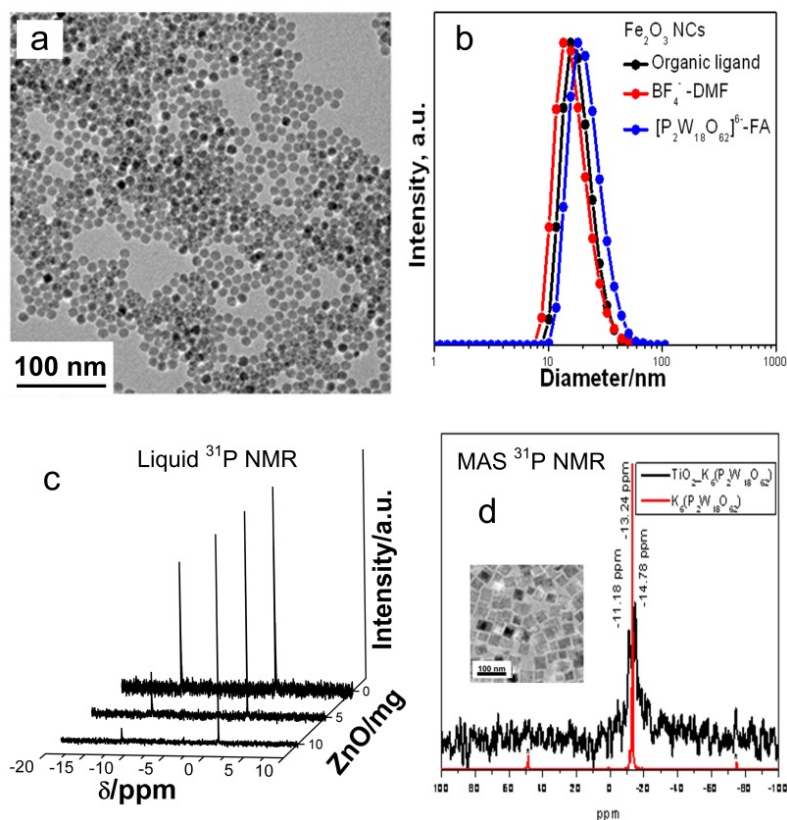 a
100 nm
b
Fe₂O₃ NCs
Organic ligand
BF₄⁻-DMF
[P₂W₁₈O₆₂]⁶⁻-FA
Intensity, a.u.
1 10 100 1000
Diameter/nm
c
Liquid ³¹P NMR
Intensity/a.u.
0
5
10
ZnO/mg
-20 -15 -10 -5 0 5 10
δ/ppm
MAS ³¹P NMR
d
TiO₂_K₆(P₂W₁₈O₆₂)
K₆(P₂W₁₈O₆₂)
-13.24 ppm
-11.18 ppm
-14.78 ppm
100 nm
100 80 60 40 20 0 -20 -40 -60 -80 -100
ppm